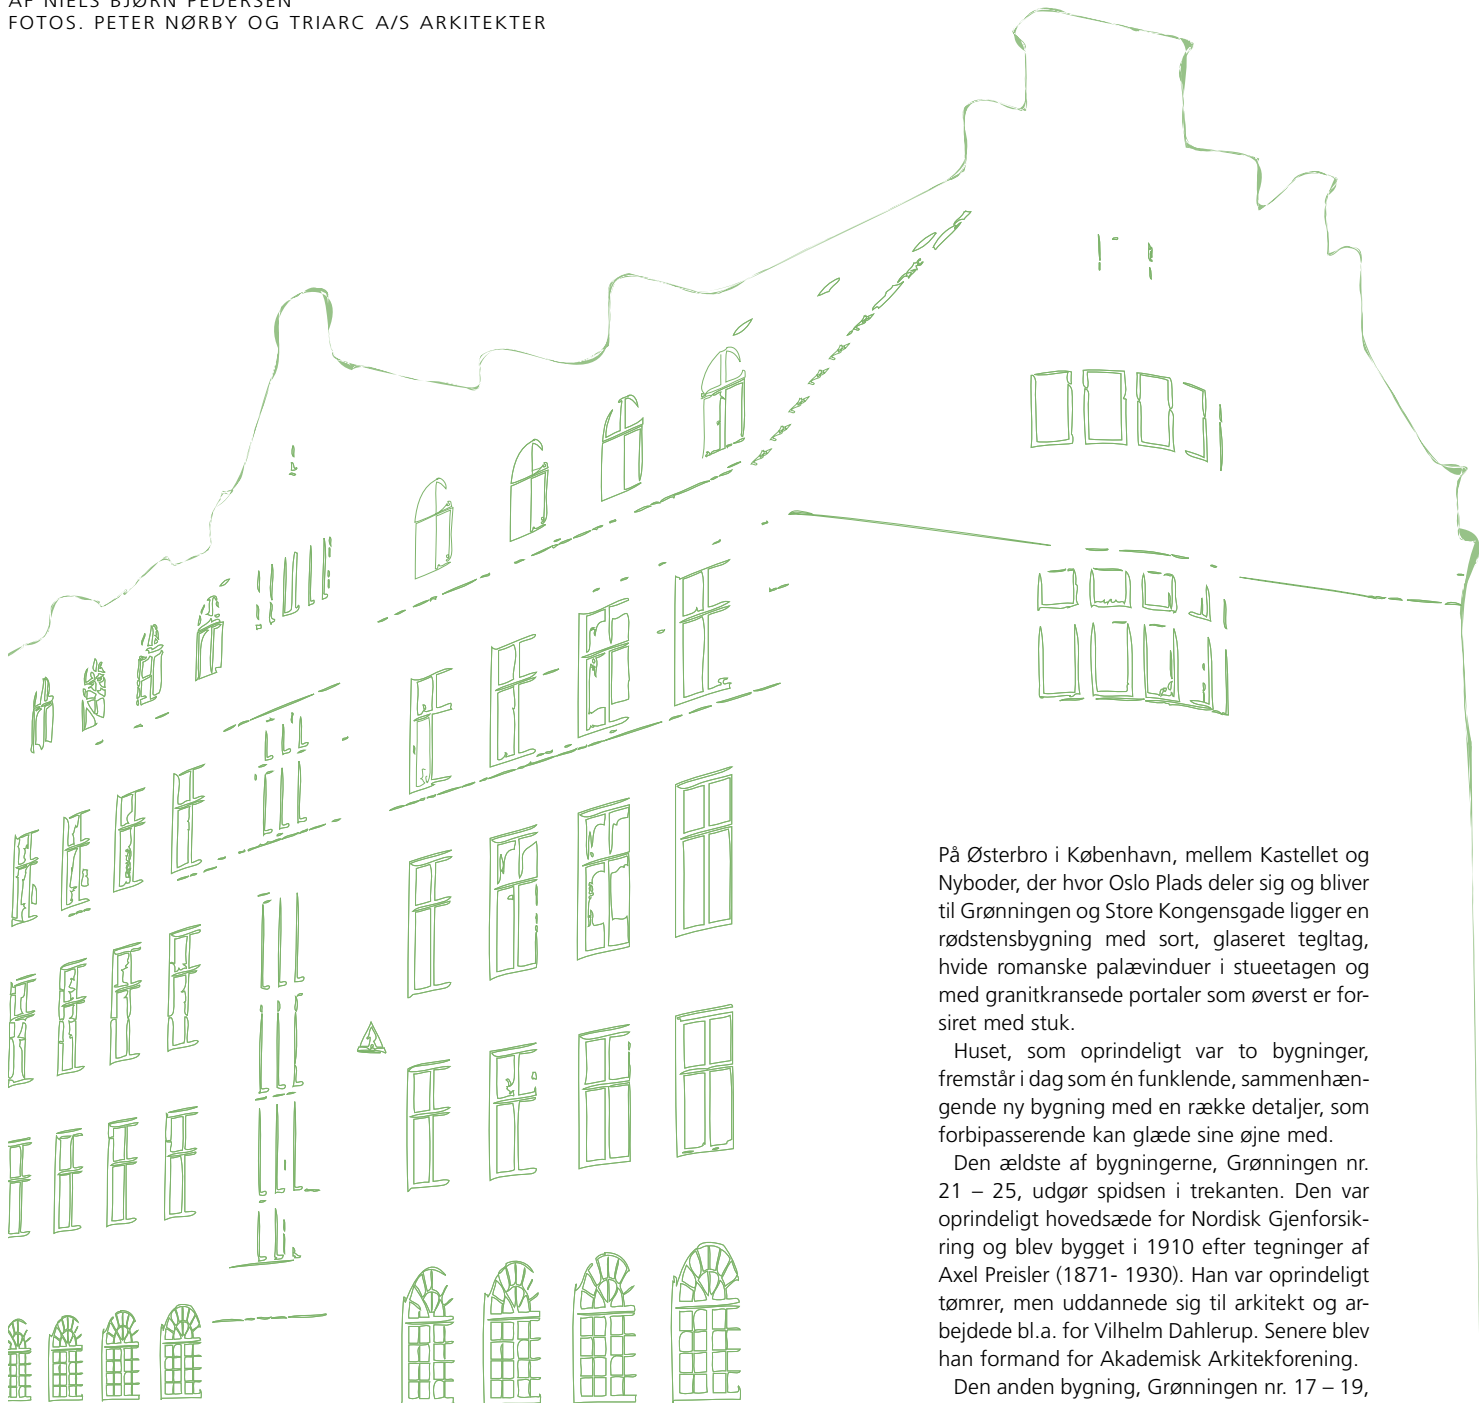 AF NIELS BJØRN PEDERSEN
FOTOS. PETER NØRBY OG TRIARC A/S ARKITEKTER
På Østerbro i København, mellem Kastellet og
Nyboder, der hvor Oslo Plads deler sig og bliver
til Grønningen og Store Kongensgade ligger en
rødstensbygning med sort, glaseret tegltag,
hvide romanske palævinduer i stueetagen og
med granitkransede portaler som øverst er for-
siret med stuk.
Huset, som oprindeligt var to bygninger,
fremstår i dag som én funklende, sammenhæn-
gende ny bygning med en række detaljer, som
forbipasserende kan glæde sine øjne med.
Den ældste af bygningerne, Grønningen nr.
21 – 25, udgør spidsen i trekanten. Den var
oprindeligt hovedsæde for Nordisk Gjenforsik-
ring og blev bygget i 1910 efter tegninger af
Axel Preisler (1871- 1930). Han var oprindeligt
tømrer, men uddannede sig til arkitekt og ar-
bejdede bl.a. for Vilhelm Dahlerup. Senere blev
han formand for Akademisk Arkitekforening.
Den anden bygning, Grønningen nr. 17 – 19,